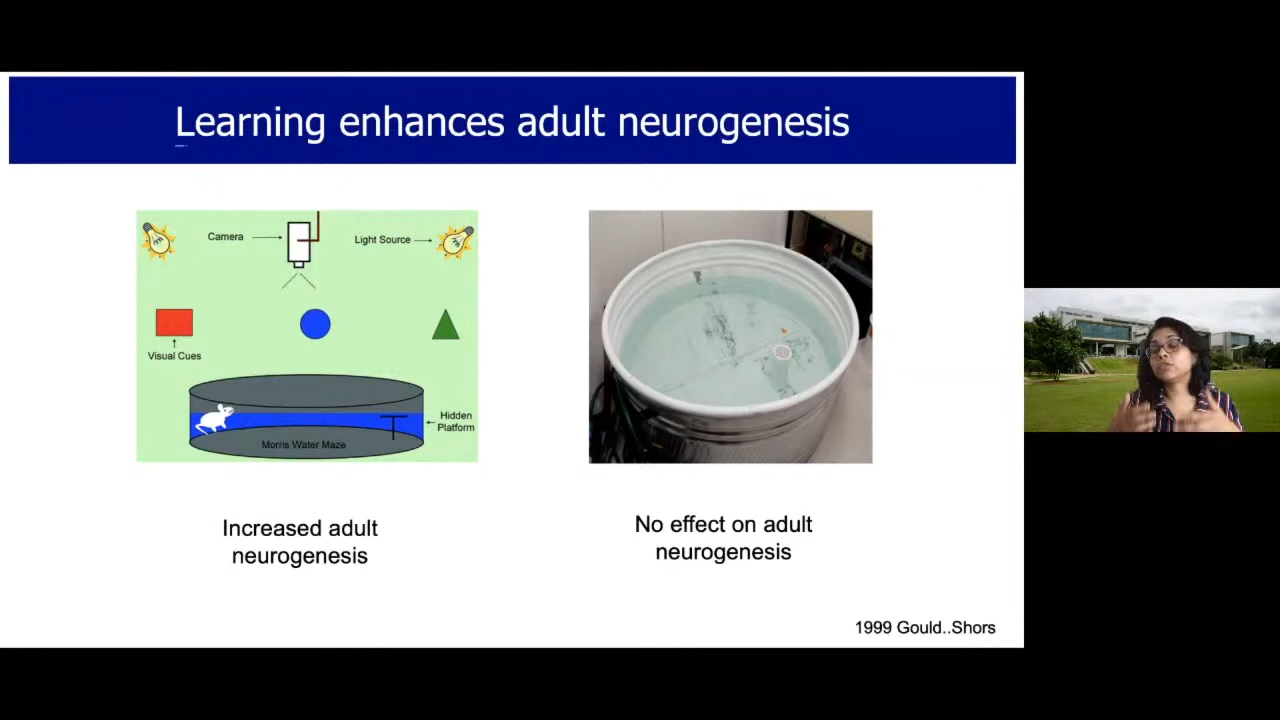 Learning enhances adult neurogenesis
Camera
Light Source
Visual Cues
Hidden
Platform
Morris Water Maze
Increased adult
neurogenesis
No effect on adult
neurogenesis
1999 Gould..Shors